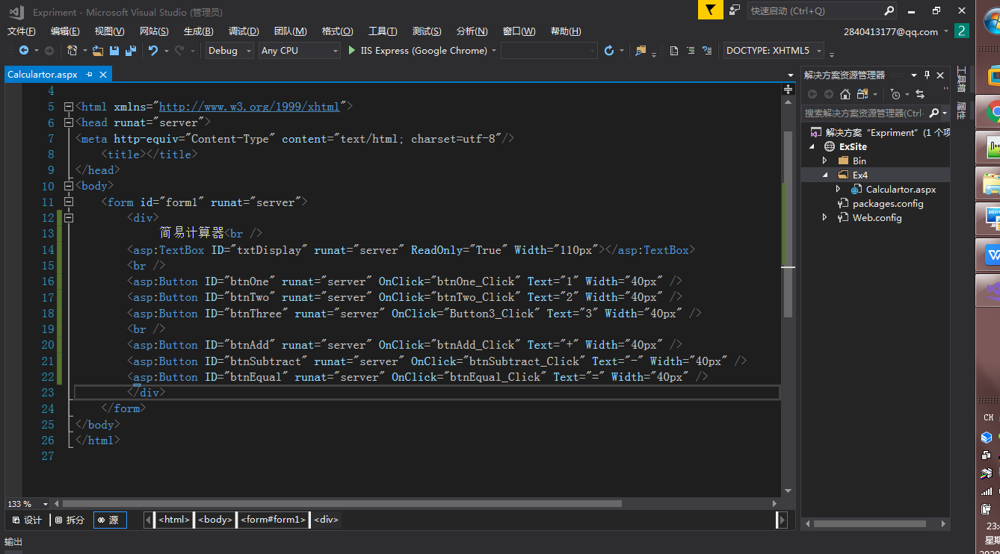 Expriment - Microsoft Visual Studio (管理员)
快速启动 (Ctrl+Q)
文件(F) 编辑(E) 视图(V) 网站(S) 生成(B) 调试(D) 团队(M) 格式(O) 工具(T) 测试(S) 分析(N) 窗口(W) 帮助(H)
2840413177@qq.com 2
Debug Any CPU IIS Express (Google Chrome) DOCTYPE: XHTML5
Calculartor.aspx
4
5 <html xmlns="http://www.w3.org/1999/xhtml">
6 <head runat="server">
7 <meta http-equiv="Content-Type" content="text/html; charset=utf-8"/>
8 <title></title>
9 </head>
10 <body>
11 <form id="form1" runat="server">
12 <div>
13 简易计算器<br />
14 <asp:TextBox ID="txtDisplay" runat="server" ReadOnly="True" Width="110px"></asp:TextBox>
15 <br />
16 <asp:Button ID="btnOne" runat="server" OnClick="btnOne_Click" Text="1" Width="40px" />
17 <asp:Button ID="btnTwo" runat="server" OnClick="btnTwo_Click" Text="2" Width="40px" />
18 <asp:Button ID="btnThree" runat="server" OnClick="Button3_Click" Text="3" Width="40px" />
19 <br />
20 <asp:Button ID="btnAdd" runat="server" OnClick="btnAdd_Click" Text="+" Width="40px" />
21 <asp:Button ID="btnSubtract" runat="server" OnClick="btnSubtract_Click" Text="-" Width="40px" />
22 <asp:Button ID="btnEqual" runat="server" OnClick="btnEqual_Click" Text="=" Width="40px" />
23 </div>
24 </form>
25 </body>
26 </html>
27
133 %
设计 拆分 源 <html> <body> <form#form1> <div>
输出
解决方案资源管理器
搜索解决方案资源管理器(Ctrl-
解决方案 "Expriment" (1 个项
ExSite
Bin
Ex4
Calculartor.aspx
packages.config
Web.config
工具箱
属性
CH
23:
星期